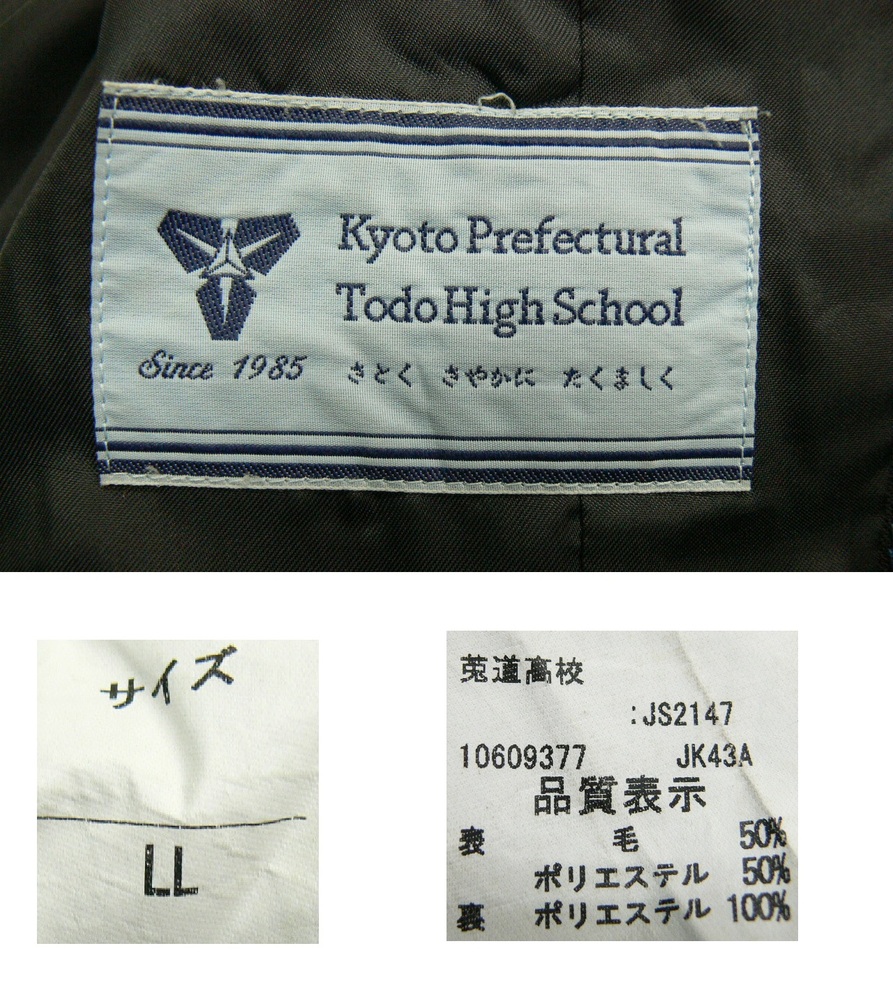 Kyoto Prefectural
Todo High School
Since 1985
さとく さやかに たくましく
サイズ
LL
莵道高校
:JS2147
10609377 JK43A
品質表示
表 毛 50%
ポリエステル 50%
裏 ポリエステル 100%